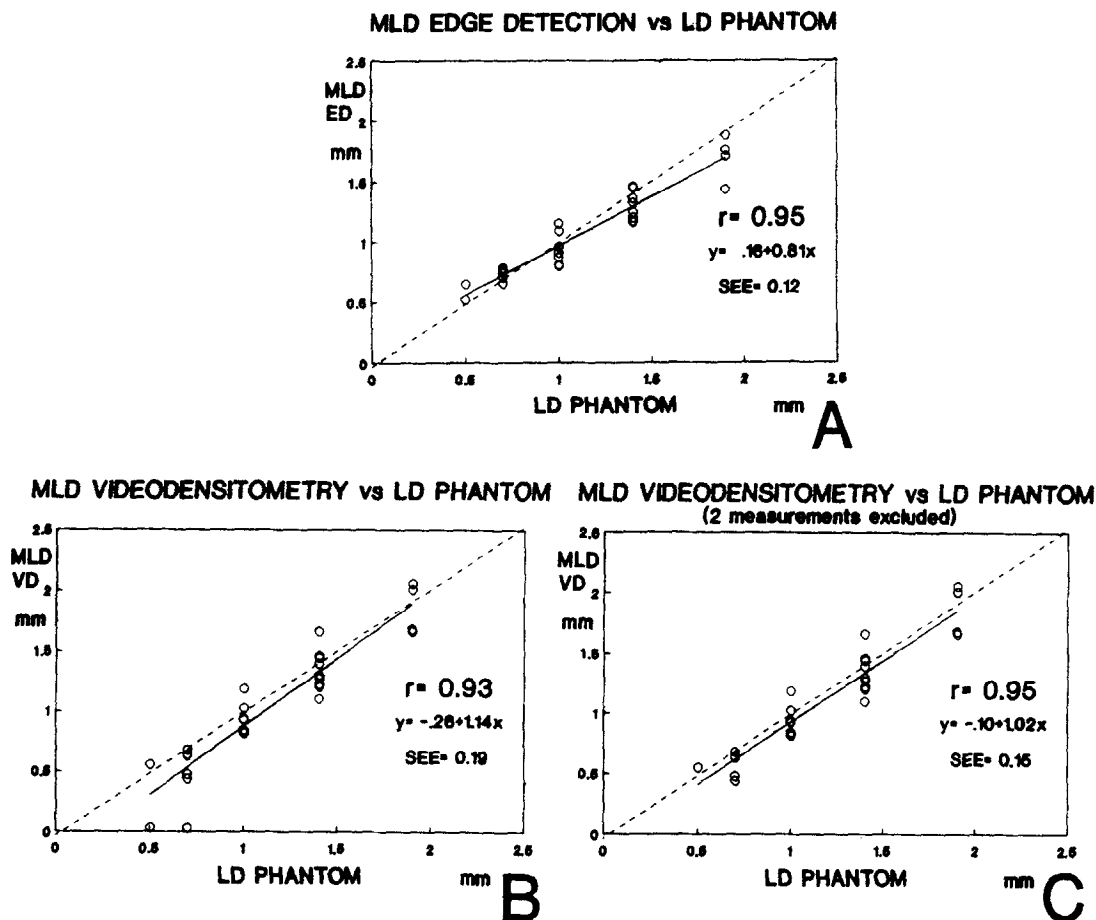 MLD EDGE DETECTION vs LD PHANTOM
2.5
MLD
ED
2
mm
1.5
1
0.5
0
r= 0.95
y= .16+0.81x
SEE= 0.12
0
0.5
1
1.5
2
2.5
LD PHANTOM
mm
A
MLD VIDEODENSITOMETRY vs LD PHANTOM
2.5
MLD
VD
2
mm
1.5
1
0.5
0
r= 0.93
y= -.26+1.14x
SEE= 0.19
0
0.5
1
1.5
2
2.5
LD PHANTOM
mm
B
MLD VIDEODENSITOMETRY vs LD PHANTOM
(2 measurements excluded)
2.5
MLD
VD
2
mm
1.5
1
0.5
0
r= 0.95
y= -.10+1.02x
SEE= 0.15
0
0.5
1
1.5
2
2.5
LD PHANTOM
mm
C